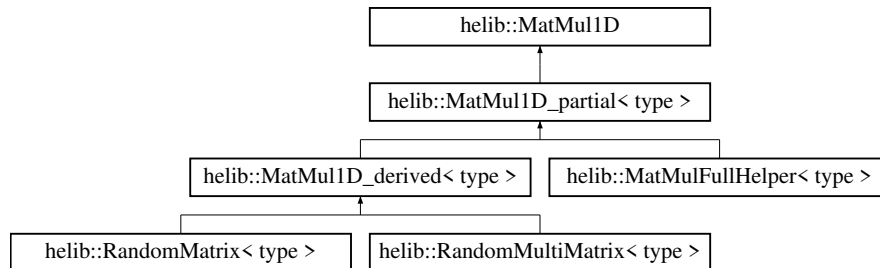 helib::MatMul1D
helib::MatMul1D_partial< type >
helib::MatMul1D_derived< type >
helib::MatMulFullHelper< type >
helib::RandomMatrix< type >
helib::RandomMultiMatrix< type >